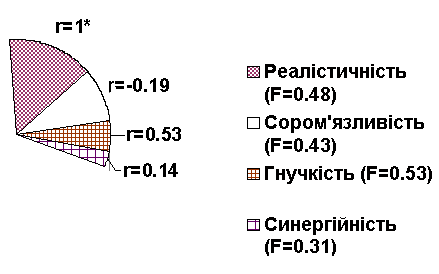 r=1*
r=-0.19
r=0.53
r=0.14
Реалістичність
(F=0.48)
Сором'язливість
(F=0.43)
Гнучкість (F=0.53)
Синергійність
(F=0.31)